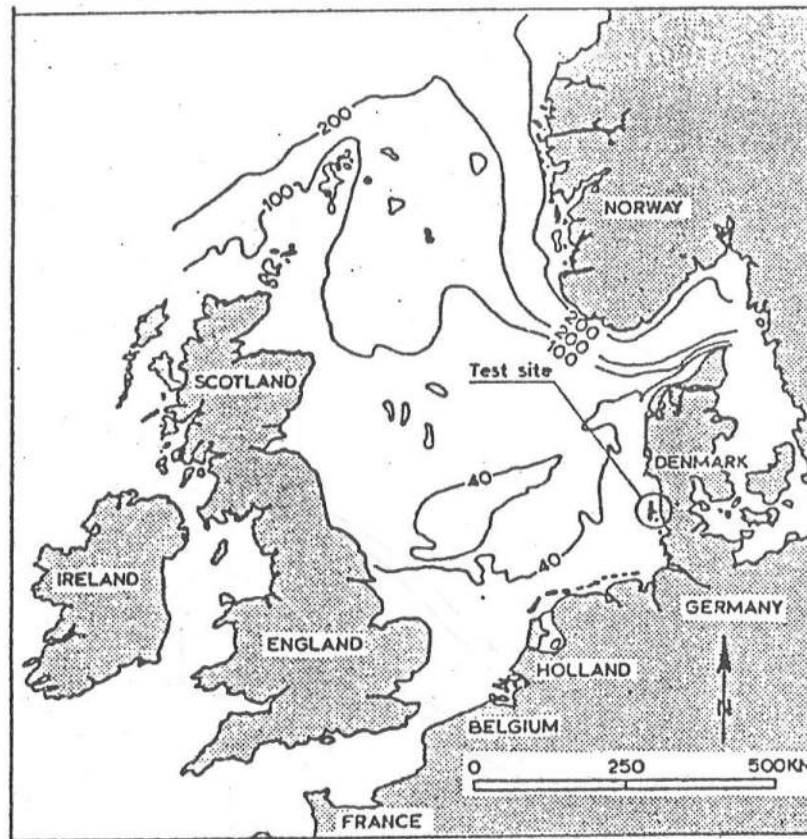 200
100
NORWAY
200
200
100
Test site
SCOTLAND
DENMARK
40
40
IRELAND
GERMANY
ENGLAND
HOLLAND
N
BELGIUM
0 250 500KM
FRANCE